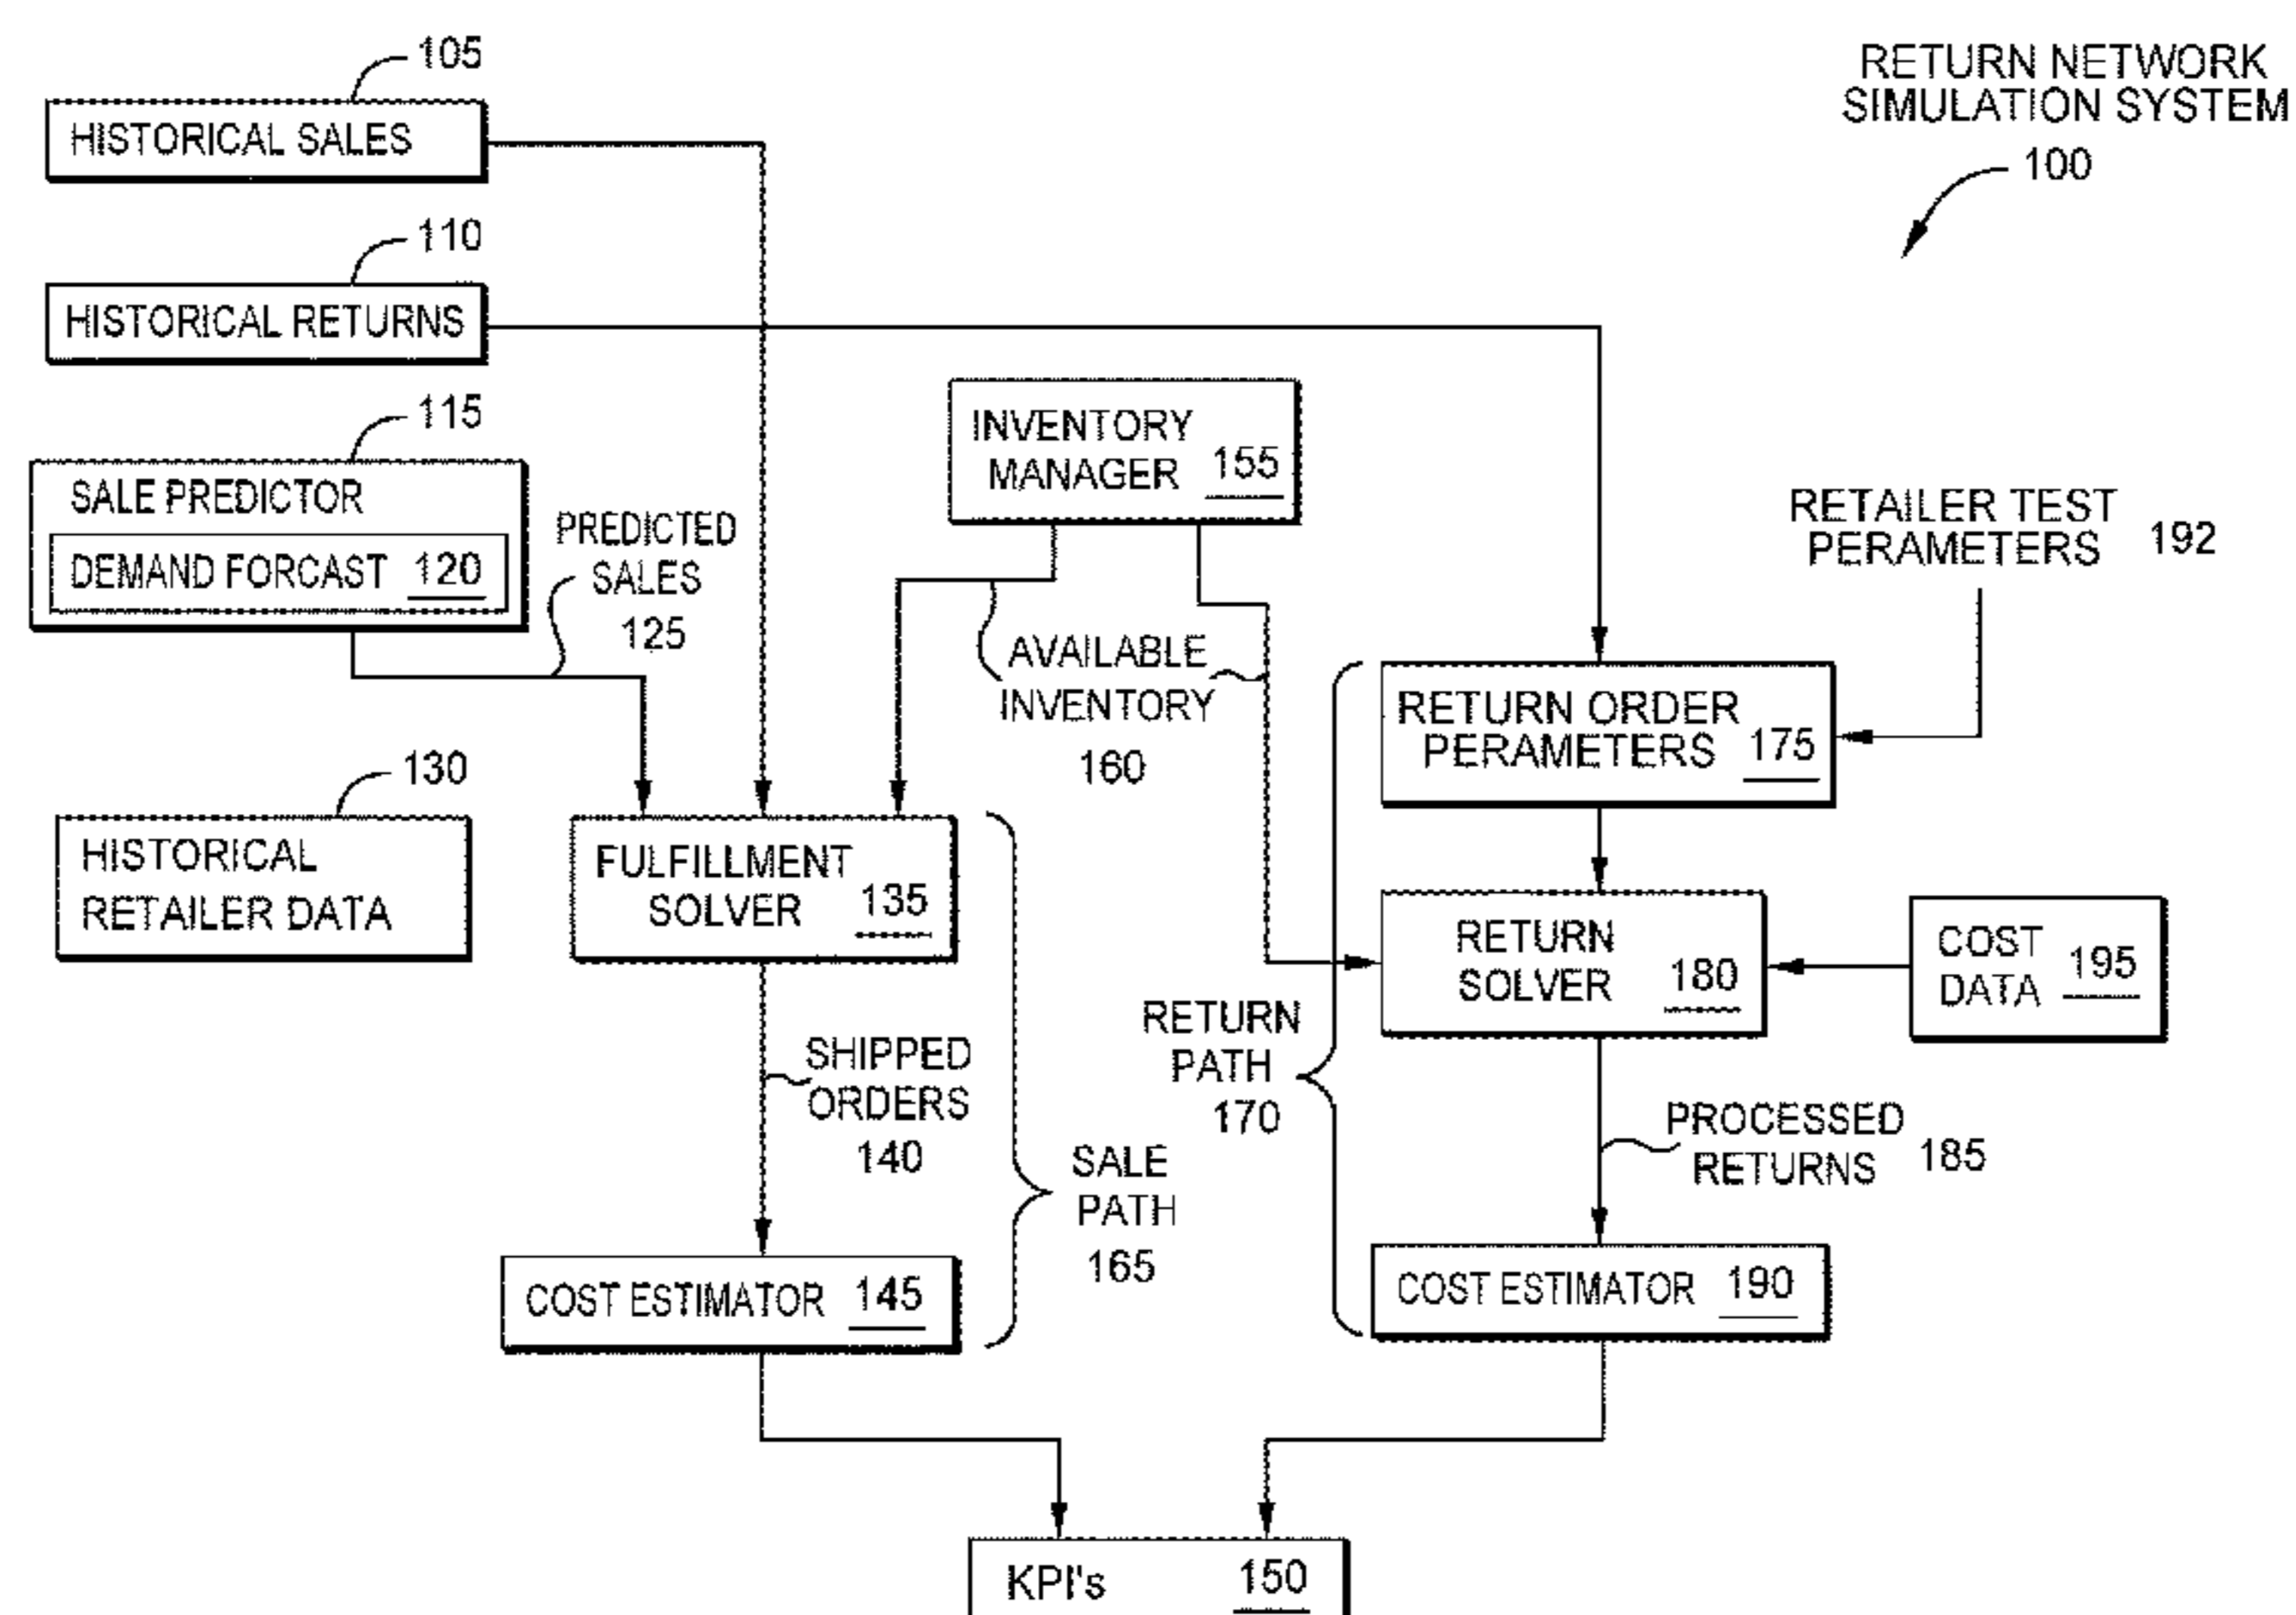 105
HISTORICAL SALES
RETURN NETWORK
SIMULATION SYSTEM
100
110
HISTORICAL RETURNS
115
SALE PREDICTOR
DEMAND FORCAST 120
PREDICTED
SALES
125
INVENTORY
MANAGER 155
RETAILER TEST
PERAMETERS 192
AVAILABLE
INVENTORY
160
RETURN ORDER
PERAMETERS 175
130
HISTORICAL
RETAILER DATA
FULFILLMENT
SOLVER 135
RETURN
SOLVER 180
COST
DATA 195
SHIPPED
ORDERS
140
RETURN
PATH
170
SALE
PATH
165
PROCESSED
RETURNS 185
COST ESTIMATOR 145
COST ESTIMATOR 190
KPI's 150